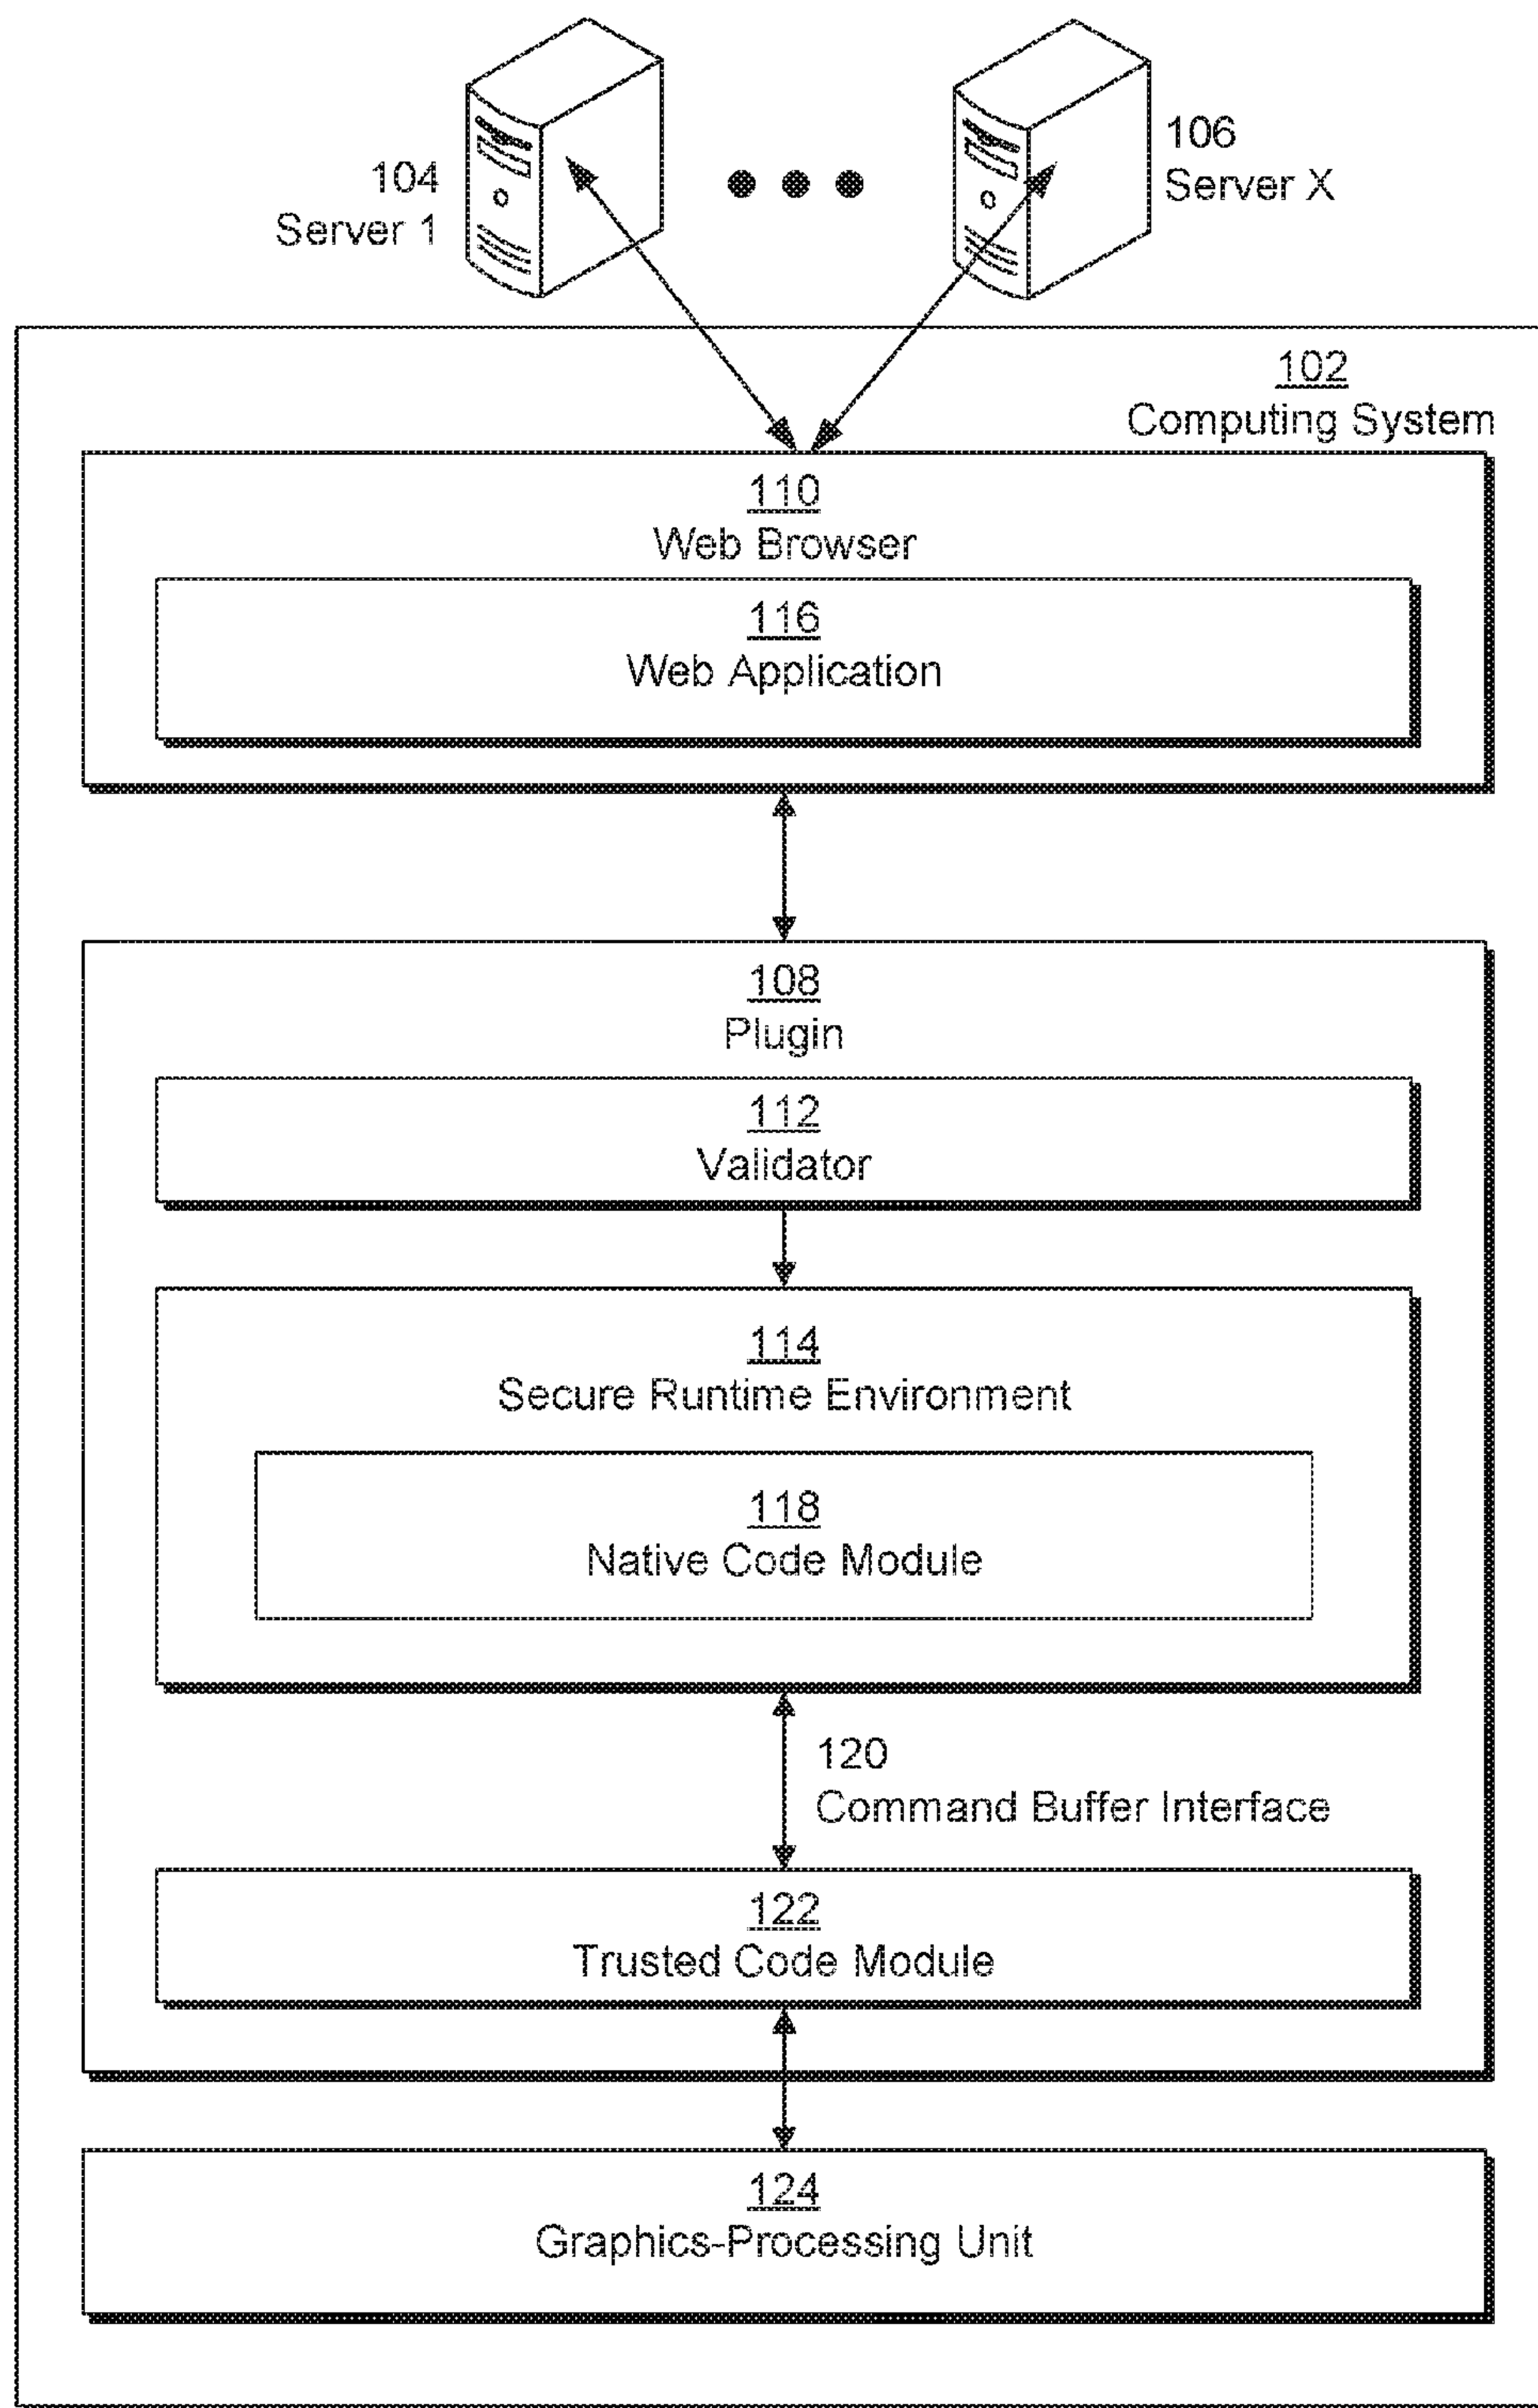 104
Server 1
106
Server X
102
Computing System
110
Web Browser
116
Web Application
108
Plugin
112
Validator
114
Secure Runtime Environment
118
Native Code Module
120
Command Buffer Interface
122
Trusted Code Module
124
Graphics-Processing Unit